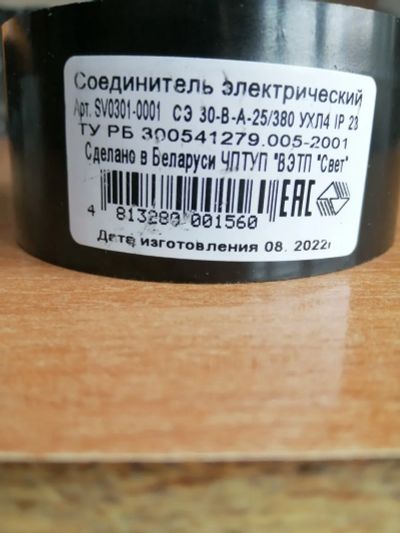 Соединитель электрический
Арт. SV0301-0001 СЭ 30-В-А-25/380 УХЛ4 IP 23
ТУ РБ 300541279.005-2001
Сделано в Беларуси ЧПТУП "ВЭТП "Свет"
4 813280 001560
EAC
Дата изготовления 08. 2022г